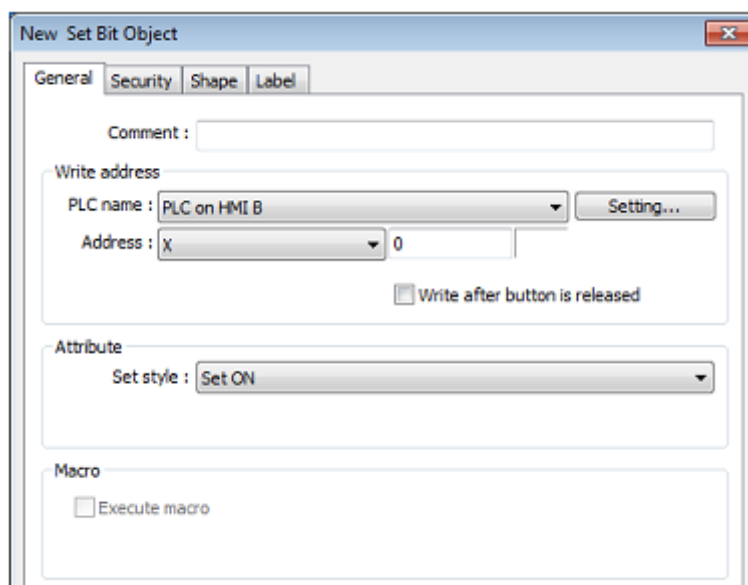 New Set Bit Object
General Security Shape Label
Comment :
Write address
PLC name : PLC on HMI B Setting...
Address : X 0
Write after button is released
Attribute
Set style : Set ON
Macro
Execute macro